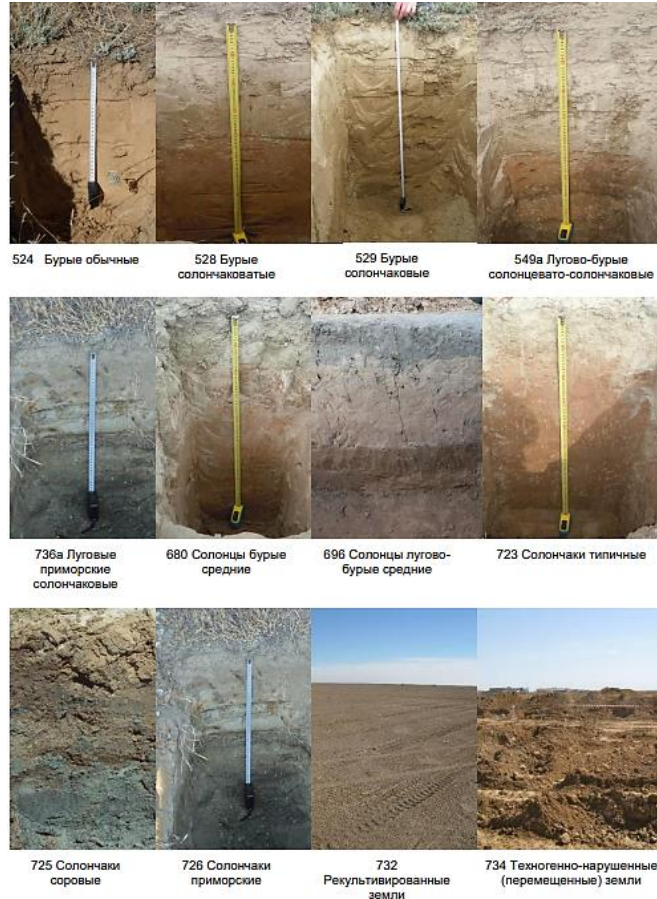 524 Бурые обычные
528 Бурые
солончаковатые
529 Бурые
солончаковые
549а Лугово-бурые
солонцевато-солончаковые
736а Луговые
приморские
солончаковые
680 Солонцы бурые
средние
696 Солонцы лугово-
бурые средние
723 Солончаки типичные
725 Солончаки
соровые
726 Солончаки
приморские
732
Рекультивированные
земли
734 Техногенно-нарушенные
(перемещенные) земли